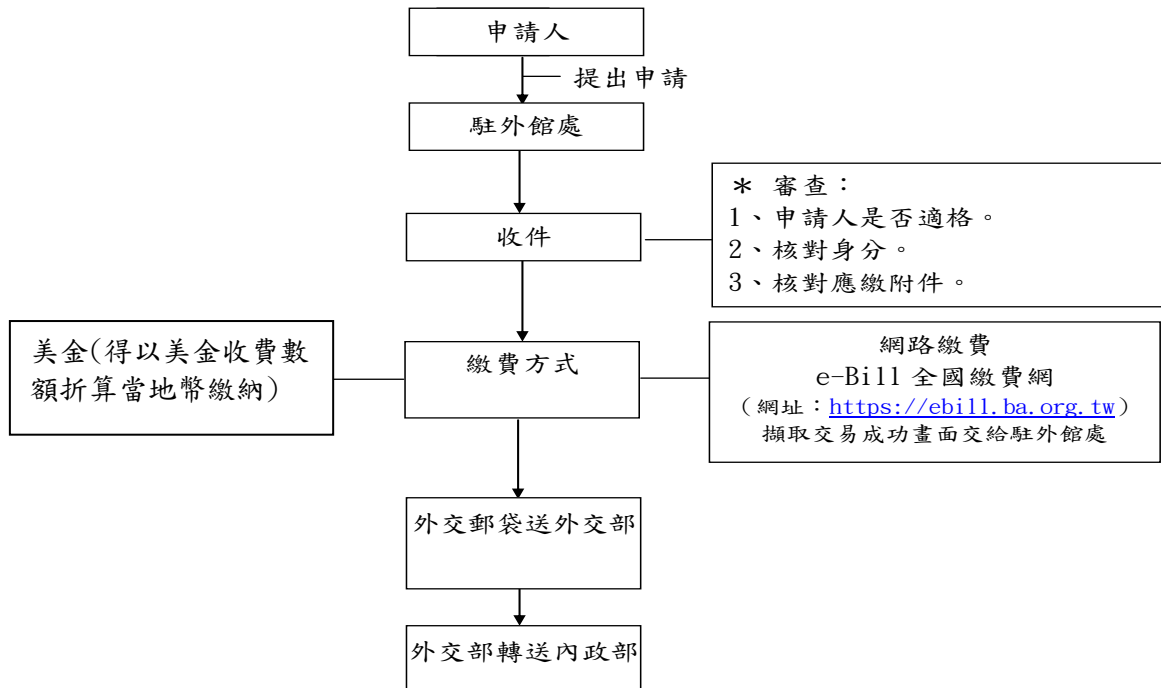 申請人
提出申請
駐外館處
收件
＊ 審查：
1、申請人是否適格。
2、核對身分。
3、核對應繳附件。
美金(得以美金收費數
額折算當地幣繳納)
繳費方式
網路繳費
e-Bill 全國繳費網
（網址：https://ebill.ba.org.tw）
擷取交易成功畫面交給駐外館處
外交郵袋送外交部
外交部轉送內政部